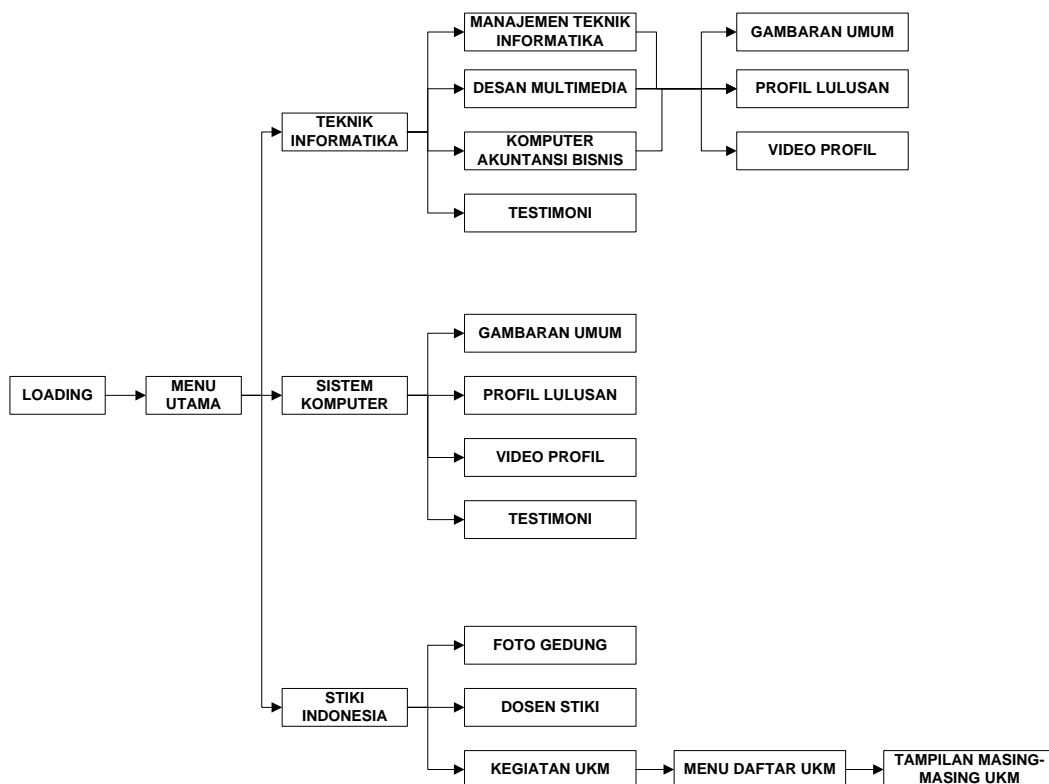 MANAJEMEN TEKNIK
INFORMATIKA
GAMBARAN UMUM
DESAN MULTIMEDIA
PROFIL LULUSAN
TEKNIK
INFORMATIKA
KOMPUTER
AKUNTANSI BISNIS
VIDEO PROFIL
TESTIMONI
GAMBARAN UMUM
LOADING
MENU
UTAMA
SISTEM
KOMPUTER
PROFIL LULUSAN
VIDEO PROFIL
TESTIMONI
FOTO GEDUNG
STIKI
INDONESIA
DOSEN STIKI
KEGIATAN UKM
MENU DAFTAR UKM
TAMPILAN MASING-
MASING UKM